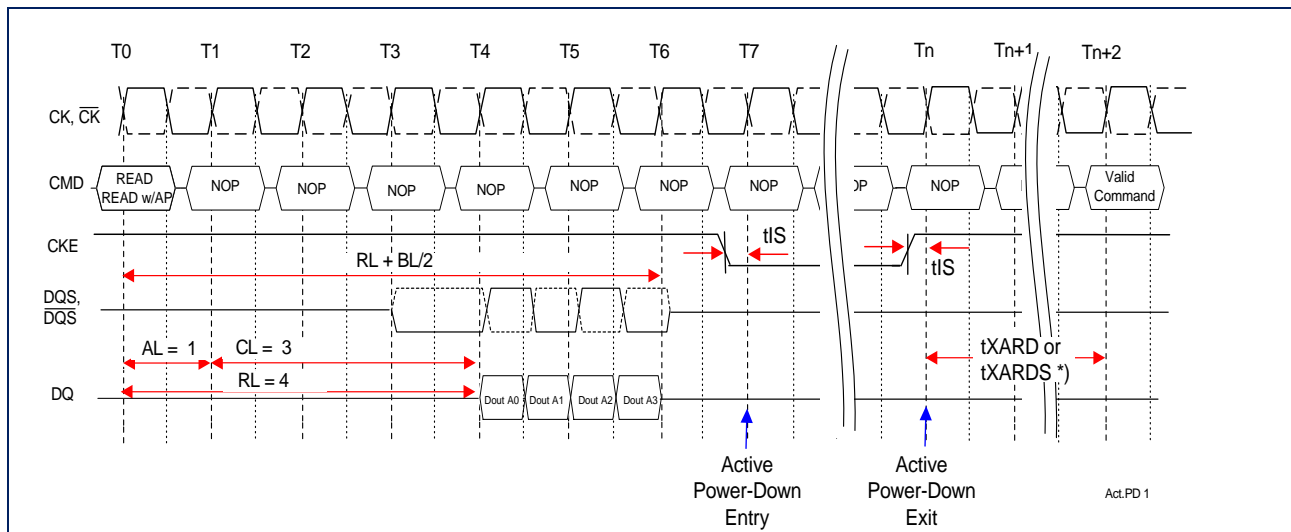 T0 T1 T2 T3 T4 T5 T6 T7 Tn Tn+1 Tn+2
CK, CK
CMD READ NOP NOP NOP NOP NOP NOP NOP NOP Valid
READ w/AP Command
CKE
tIS
tIS
RL + BL/2
DQS,
DQS
AL = 1 CL = 3
tXARD or
tXARDS *)
RL = 4
DQ
Dout A0 Dout A1 Dout A2 Dout A3
Active Active
Power-Down Power-Down
Entry Exit
Act.PD 1